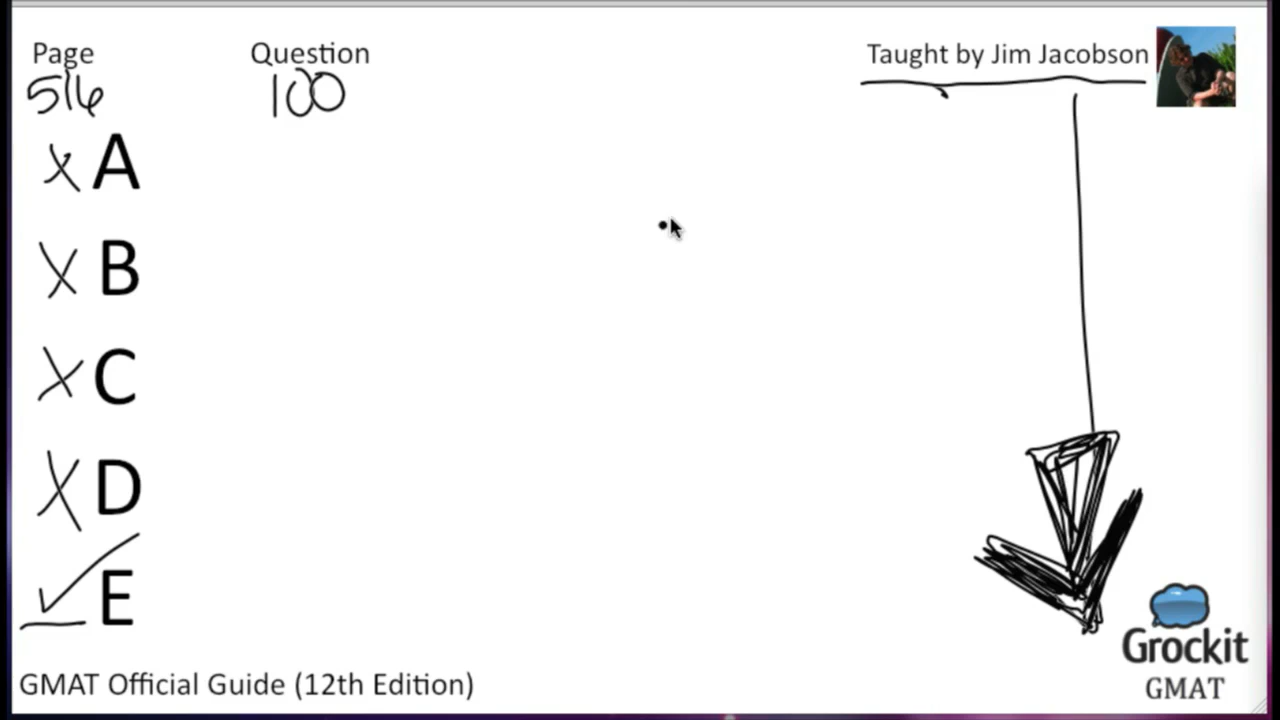 Page Question Taught by Jim Jacobson
516 100
x A
x B
x C
x D
✓ E
GMAT Official Guide (12th Edition)
Grockit
GMAT